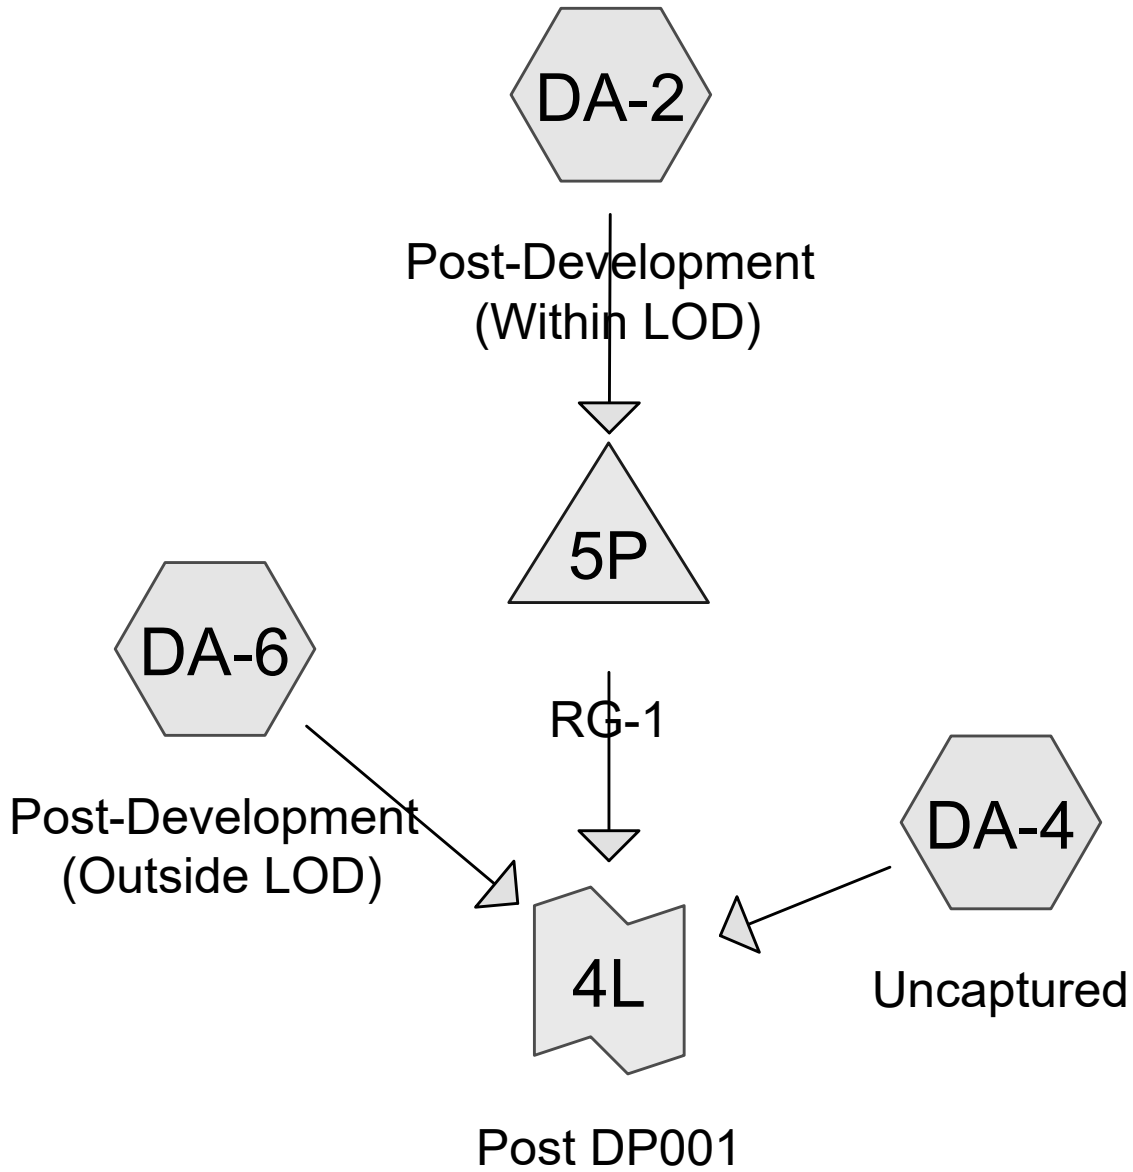 DA-2
Post-Development
(Within LOD)
5P
RG-1
DA-6
Post-Development
(Outside LOD)
DA-4
Uncaptured
4L
Post DP001